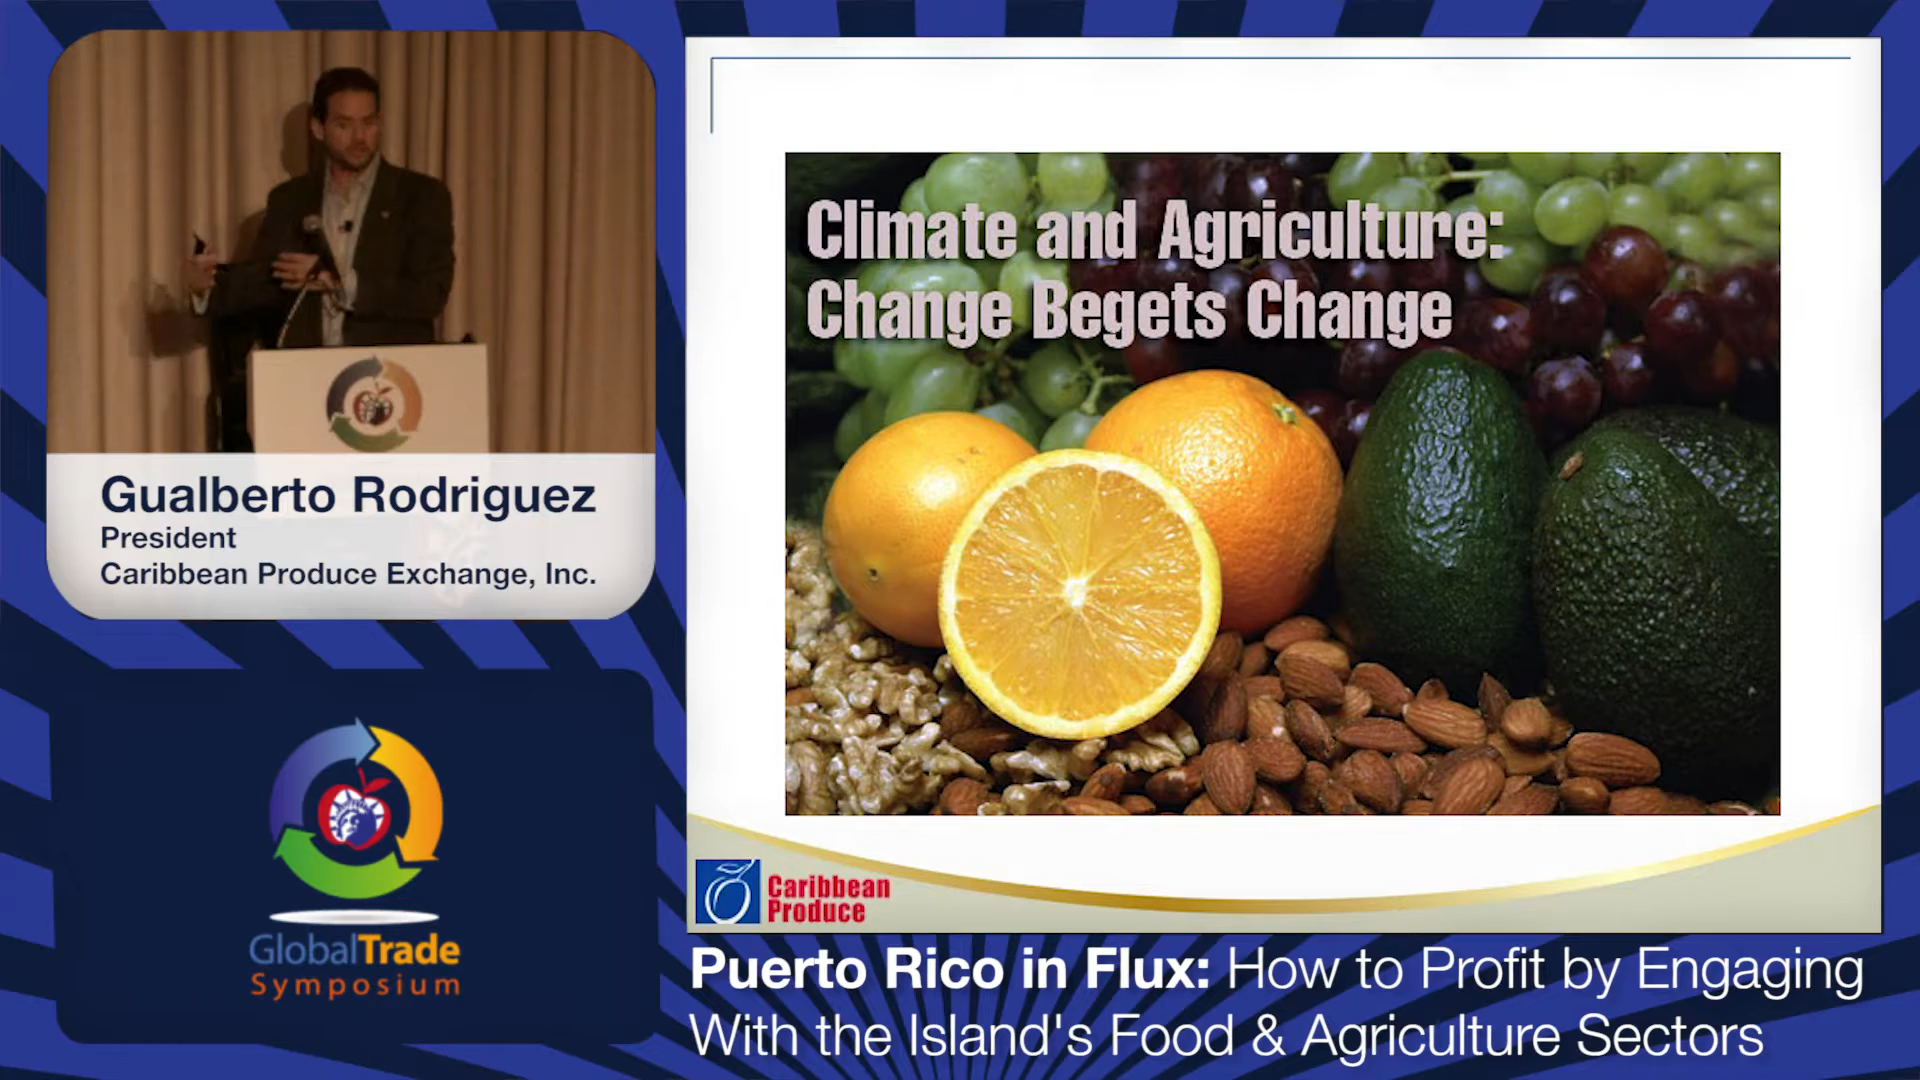 Gualberto Rodriguez
President
Caribbean Produce Exchange, Inc.
GlobalTrade
Symposium
Climate and Agriculture:
Change Begets Change
Caribbean
Produce
Puerto Rico in Flux: How to Profit by Engaging
With the Island's Food & Agriculture Sectors